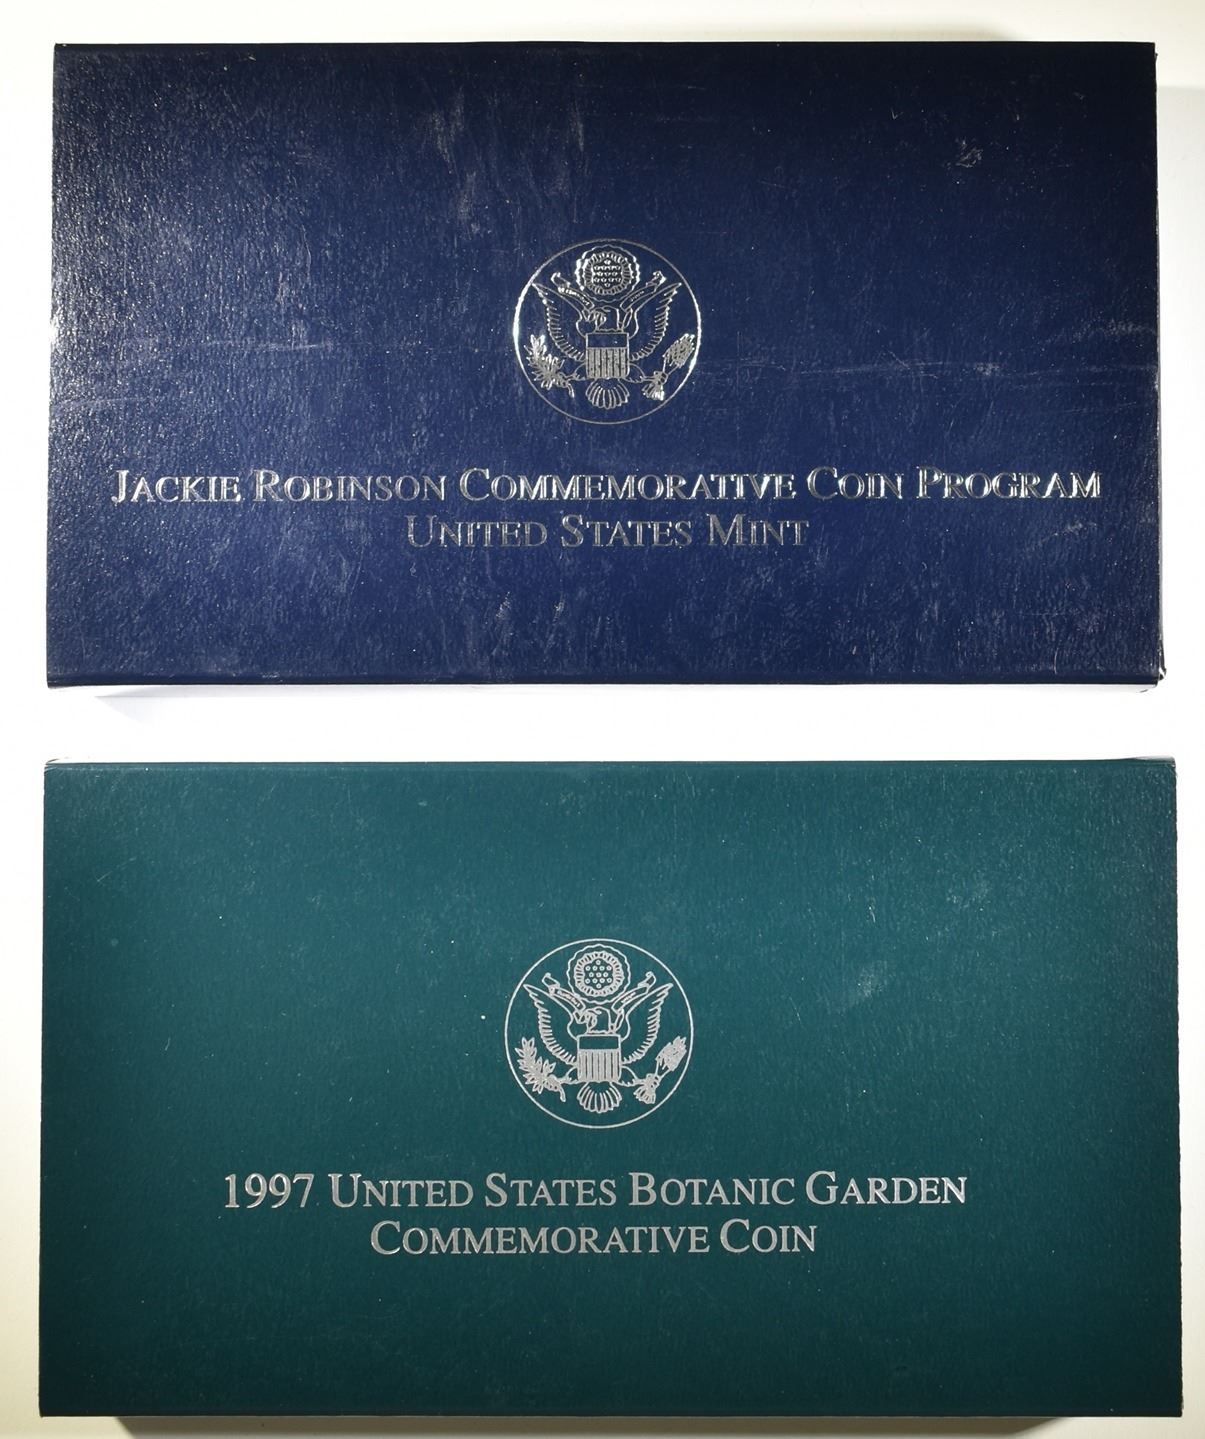 Jackie Robinson Commemorative Coin Program
United States Mint
1997 United States Botanic Garden
Commemorative Coin